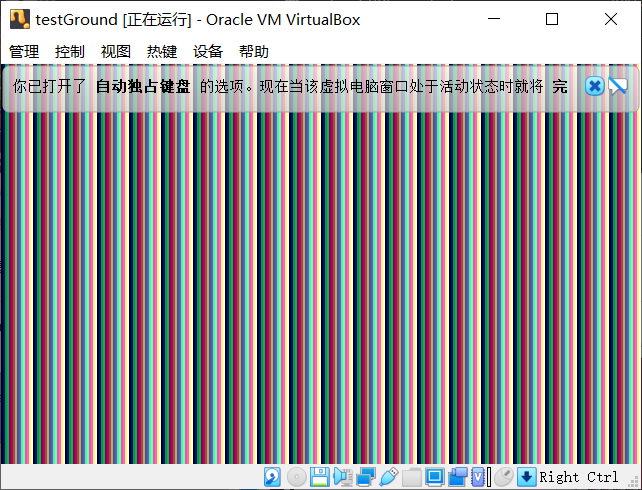 testGround [正在运行] - Oracle VM VirtualBox
管理 控制 视图 热键 设备 帮助
你已打开了 自动独占键盘 的选项。现在当该虚拟电脑窗口处于活动状态时就将 完
Right Ctrl